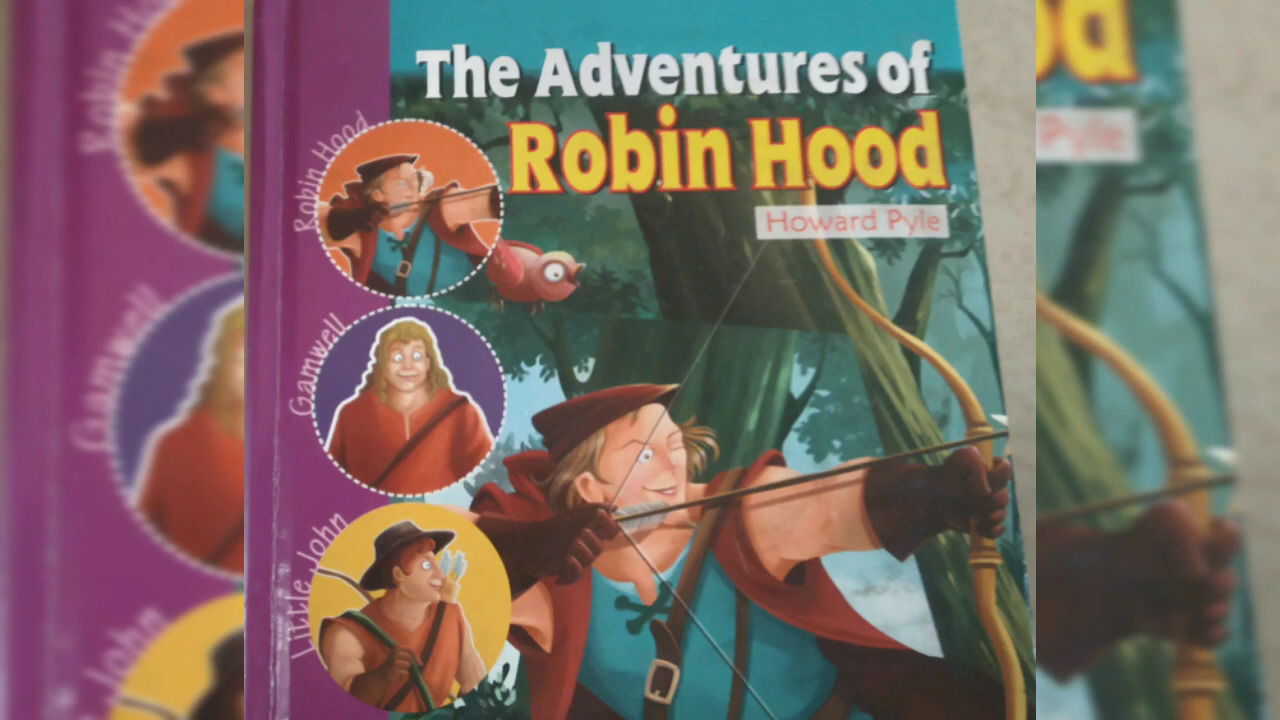 The Adventures of
Robin Hood
Howard Pyle
Robin Hood
Gamwell
Little John